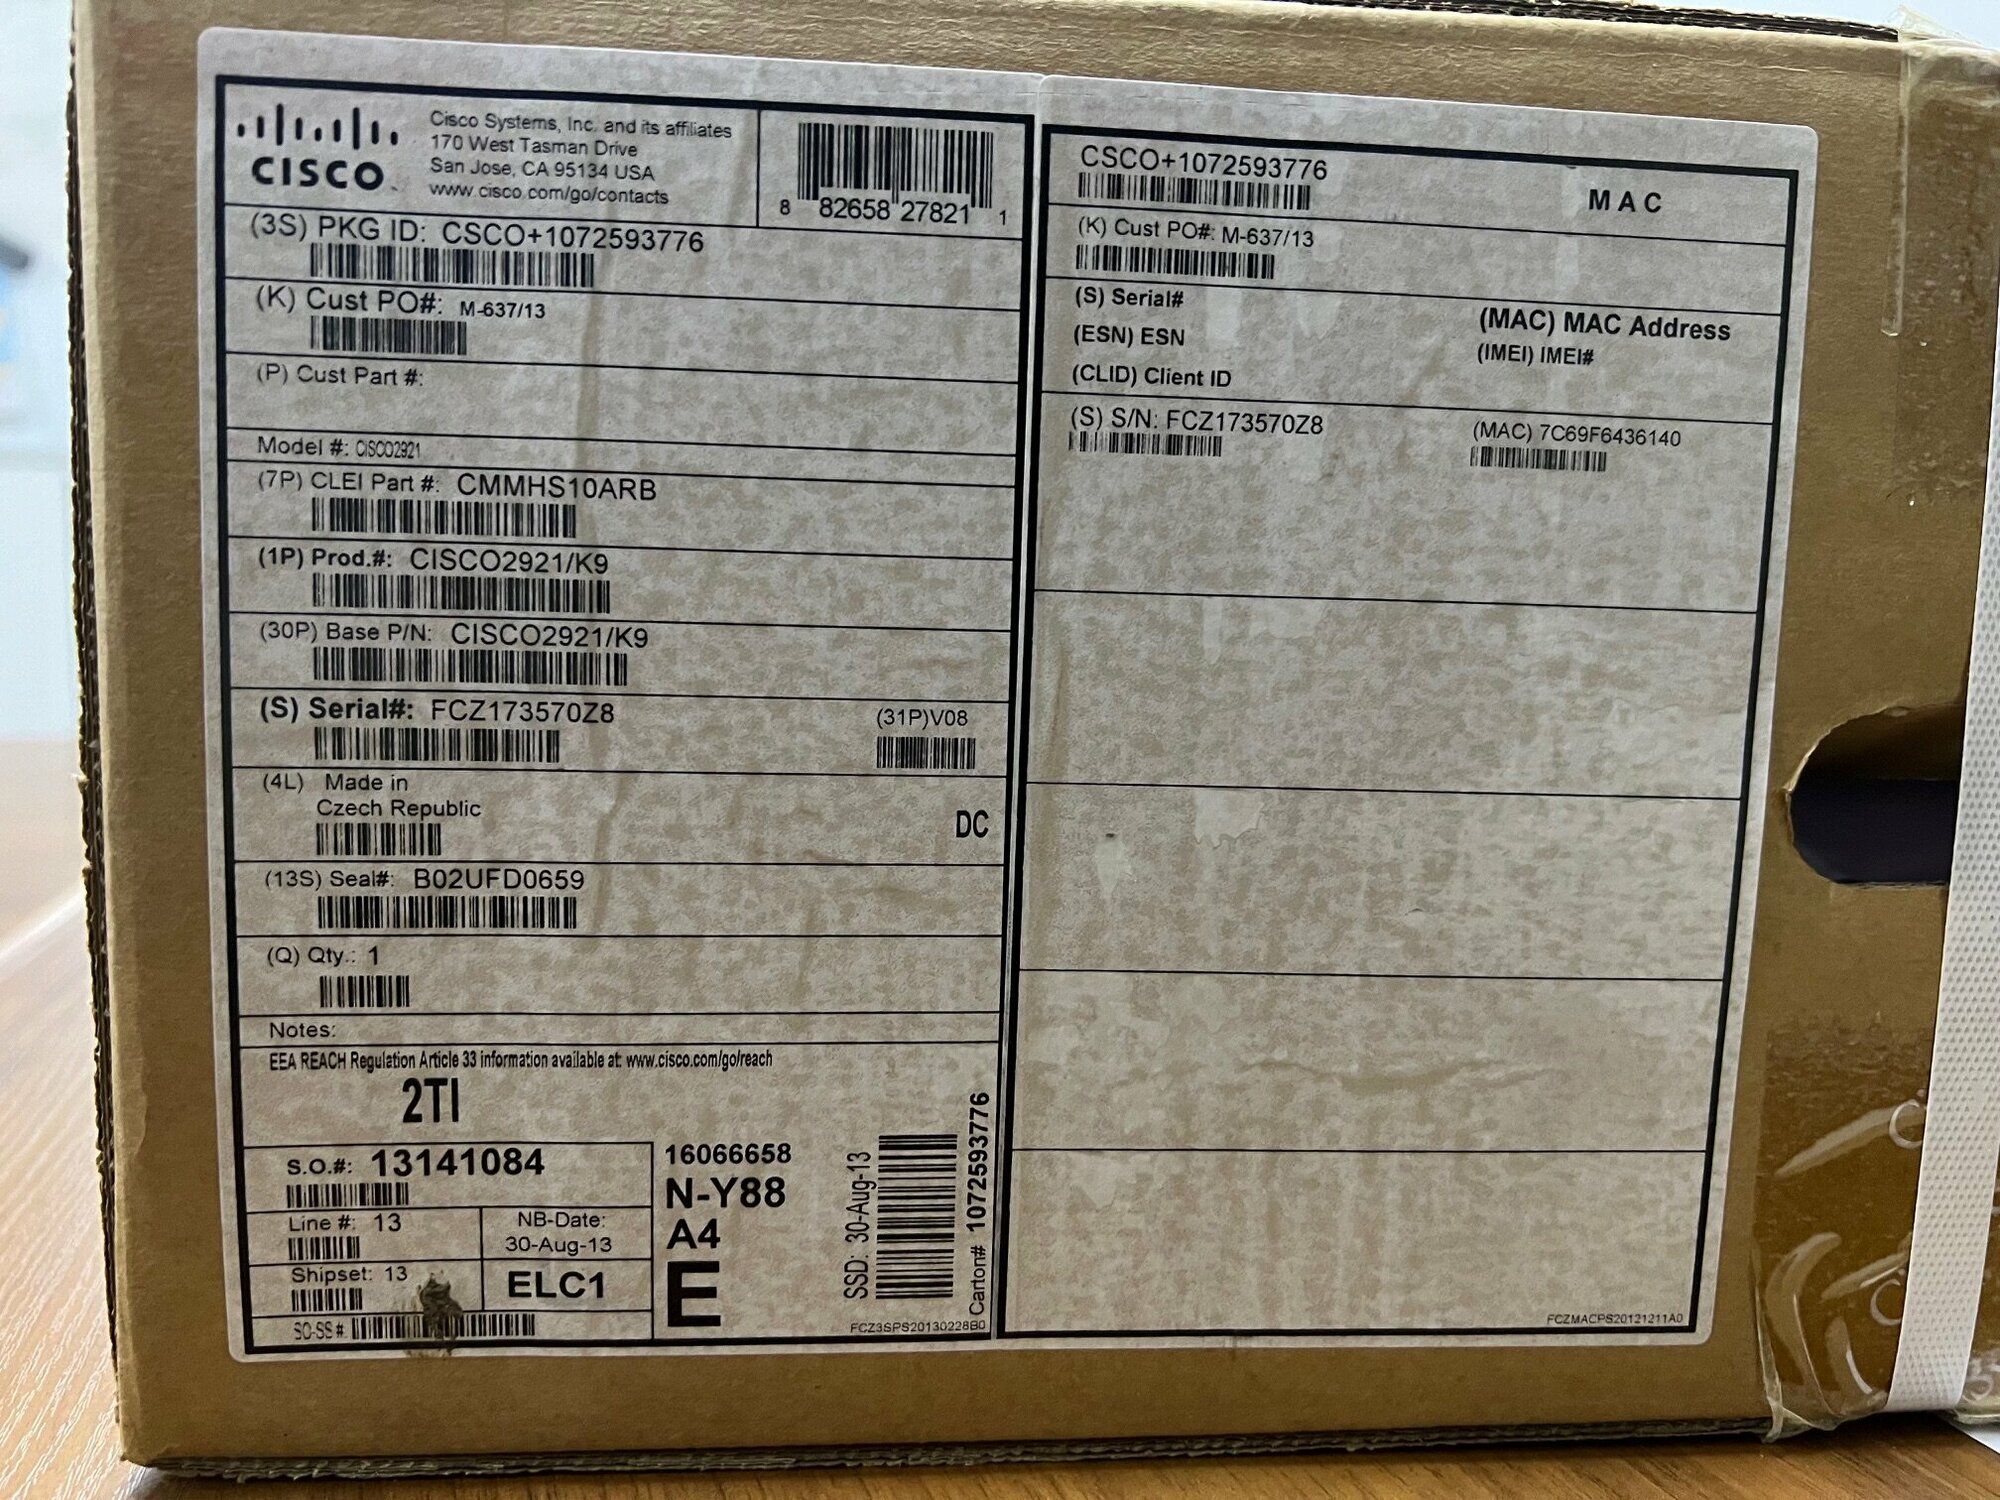 CISCO
Cisco Systems, Inc. and its affiliates
170 West Tasman Drive
San Jose, CA 95134 USA
www.cisco.com/go/contacts
8 82658 27821 1
(3S) PKG ID: CSCO+1072593776
(K) Cust PO#: M-637/13
(P) Cust Part #:
Model #: CISCO2921
(7P) CLEI Part #: CMMHS10ARB
(1P) Prod.#: CISCO2921/K9
(30P) Base P/N: CISCO2921/K9
(S) Serial#: FCZ173570Z8
(31P)V08
(4L) Made in
Czech Republic
DC
(13S) Seal#: B02UFD0659
(Q) Qty.: 1
Notes:
EEA REACH Regulation Article 33 information available at: www.cisco.com/go/reach
2TI
S.O.#: 13141084
Line #: 13
NB-Date:
30-Aug-13
Shipset: 13
ELC1
SO-SS #:
16066658
N-Y88
A4
E
SSD: 30-Aug-13
Carton# 1072593776
FCZ3SPS20130228B0
CSCO+1072593776
MAC
(K) Cust PO#: M-637/13
(S) Serial#
(ESN) ESN
(CLID) Client ID
(MAC) MAC Address
(IMEI) IMEI#
(S) S/N: FCZ173570Z8
(MAC) 7C69F6436140
FCZMACPS20121211A0